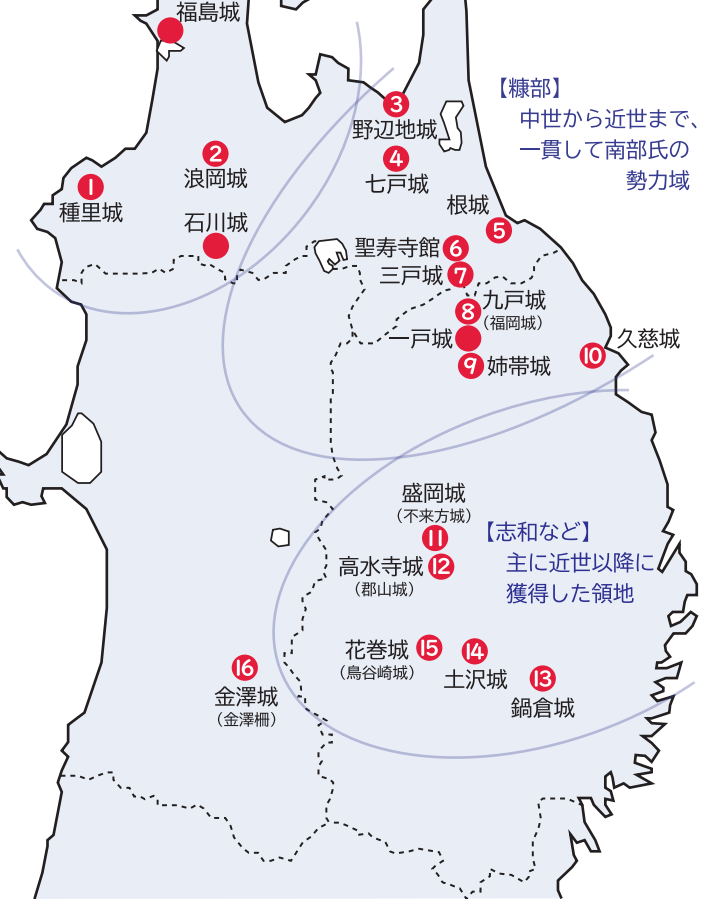 福島城
【糠部】
中世から近世まで、
一貫して南部氏の
勢力域
3
野辺地城
2
浪岡城
4
七戸城
1
種里城
石川城
根城
5
聖寿寺館 6
三戸城 7
8 九戸城
（福岡城）
一戸城
9 姉帯城
10 久慈城
盛岡城
（不来方城）
11
【志和など】
主に近世以降に
獲得した領地
高水寺城 12
（郡山城）
花巻城 15
（鳥谷崎城）
14
土沢城
13
鍋倉城
16
金澤城
（金澤柵）